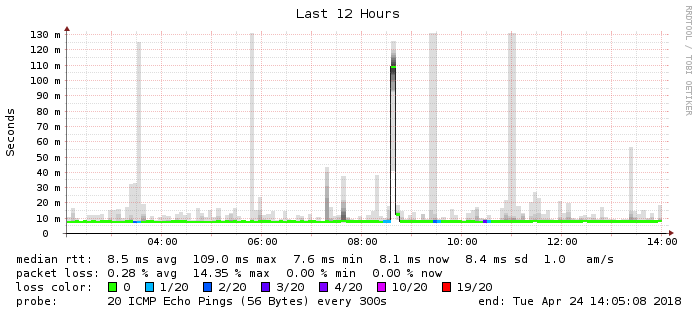 Last 12 Hours
RRDTOOL / TOBI OETIKER
Seconds
130 m
120 m
110 m
100 m
90 m
80 m
70 m
60 m
50 m
40 m
30 m
20 m
10 m
0
04:00 06:00 08:00 10:00 12:00 14:00
median rtt: 8.5 ms avg 109.0 ms max 7.6 ms min 8.1 ms now 8.4 ms sd 1.0 am/s
packet loss: 0.28 % avg 14.35 % max 0.00 % min 0.00 % now
loss color: 0 1/20 2/20 3/20 4/20 10/20 19/20
probe: 20 ICMP Echo Pings (56 Bytes) every 300s end: Tue Apr 24 14:05:08 2018